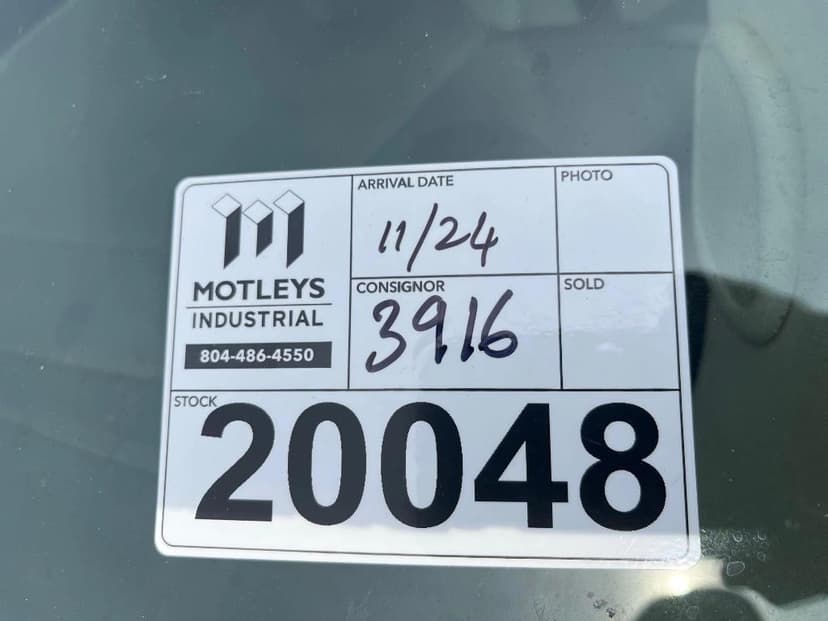 MOTLEYS
INDUSTRIAL
804-486-4550
ARRIVAL DATE
11/24
PHOTO
CONSIGNOR
3916
SOLD
STOCK
20048